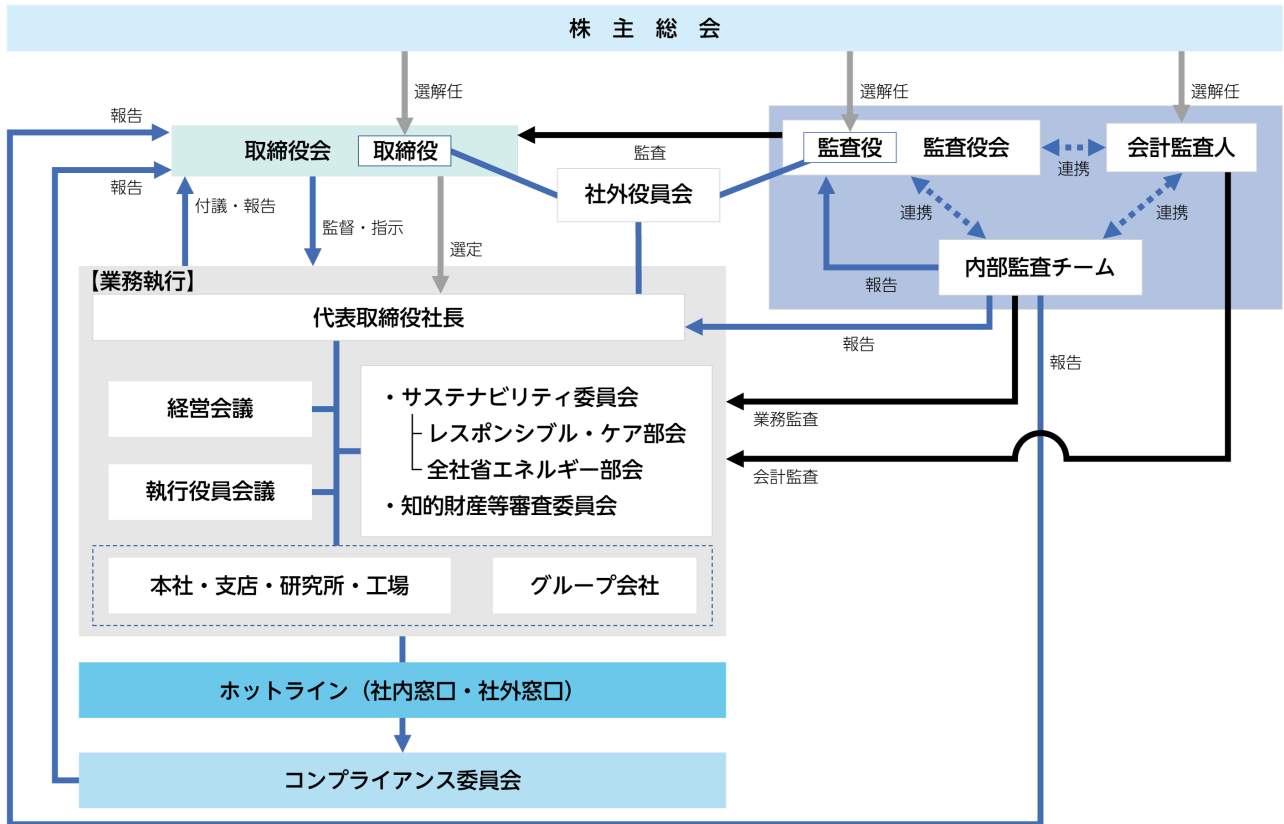 株 主 総 会
選解任
選解任
選解任
報告
取締役会
取締役
監査
監査役
監査役会
連携
会計監査人
報告
付議・報告
監督・指示
選定
社外役員会
連携
連携
報告
内部監査チーム
【業務執行】
代表取締役社長
報告
報告
経営会議
執行役員会議
・サステナビリティ委員会
レスポンシブル・ケア部会
全社省エネルギー部会
・知的財産等審査委員会
業務監査
会計監査
本社・支店・研究所・工場
グループ会社
ホットライン（社内窓口・社外窓口）
コンプライアンス委員会